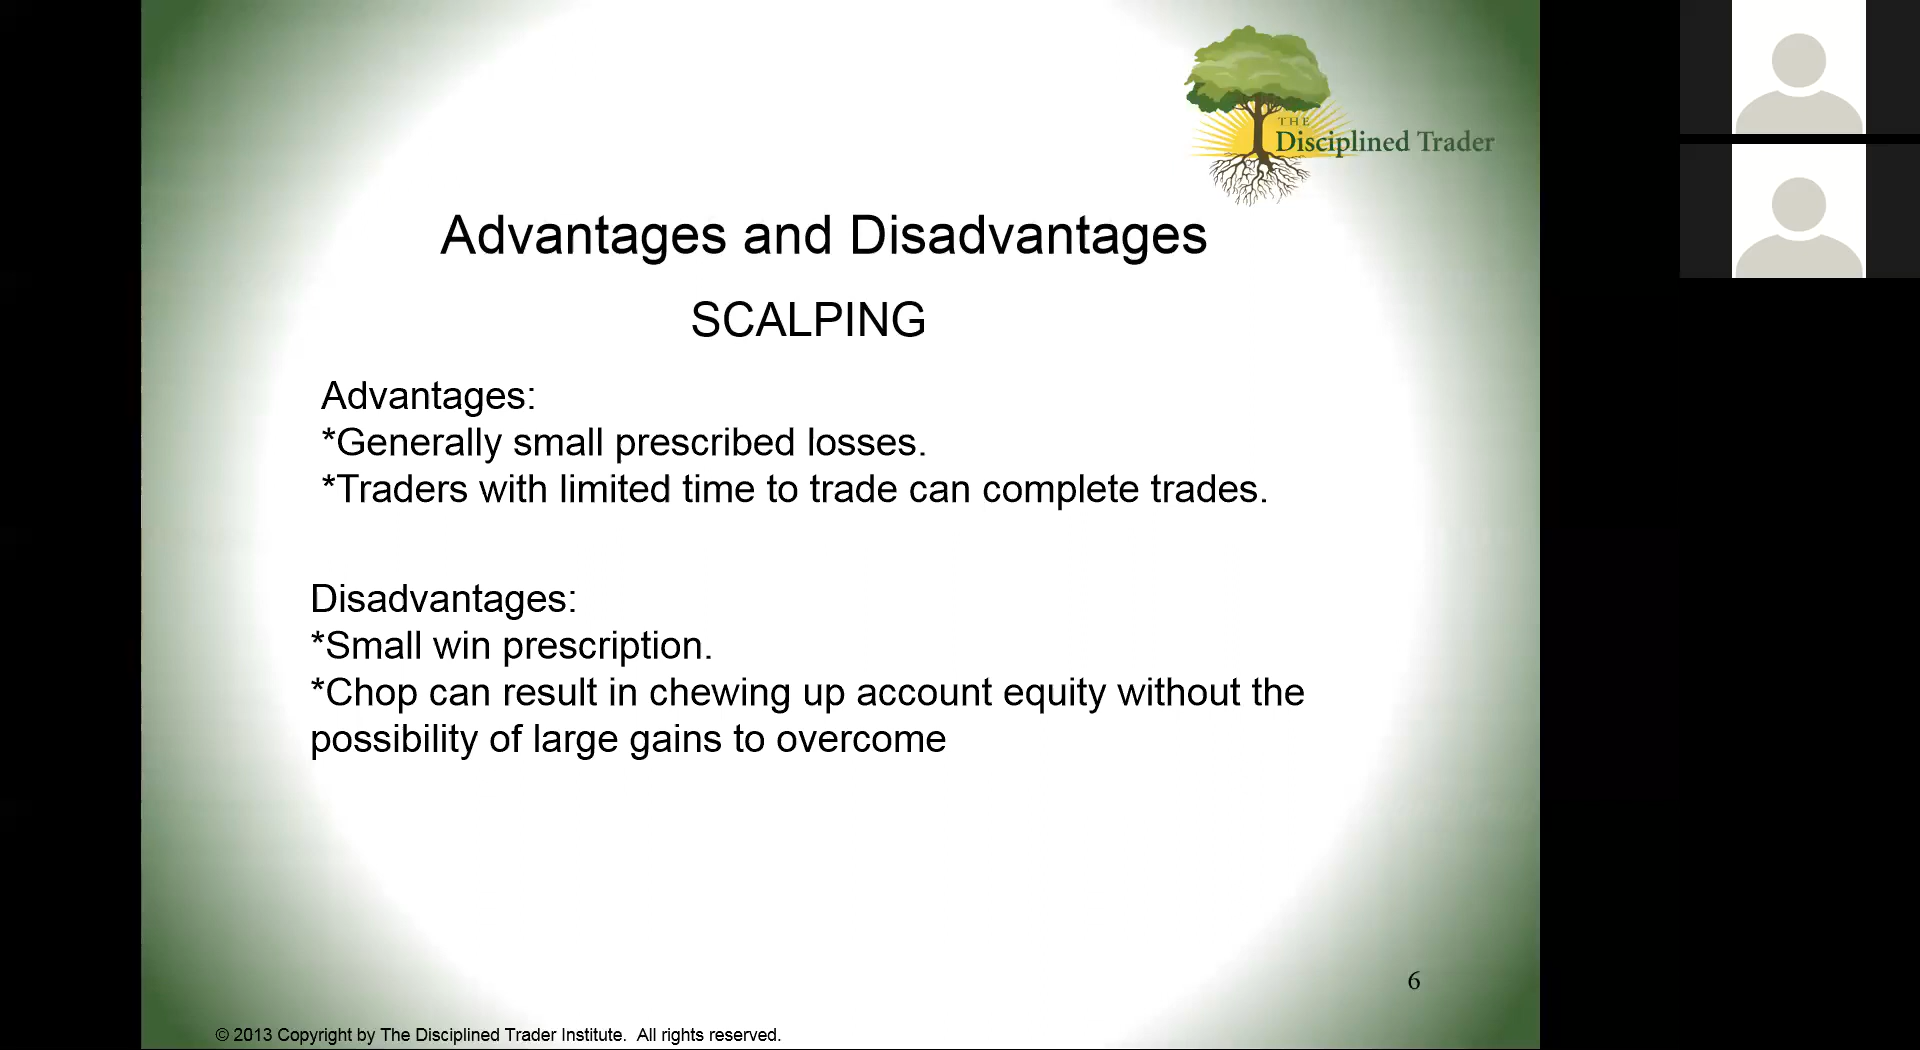 THE
Disciplined Trader
Advantages and Disadvantages
SCALPING
Advantages:
*Generally small prescribed losses.
*Traders with limited time to trade can complete trades.
Disadvantages:
*Small win prescription.
*Chop can result in chewing up account equity without the
possibility of large gains to overcome
6
© 2013 Copyright by The Disciplined Trader Institute.  All rights reserved.